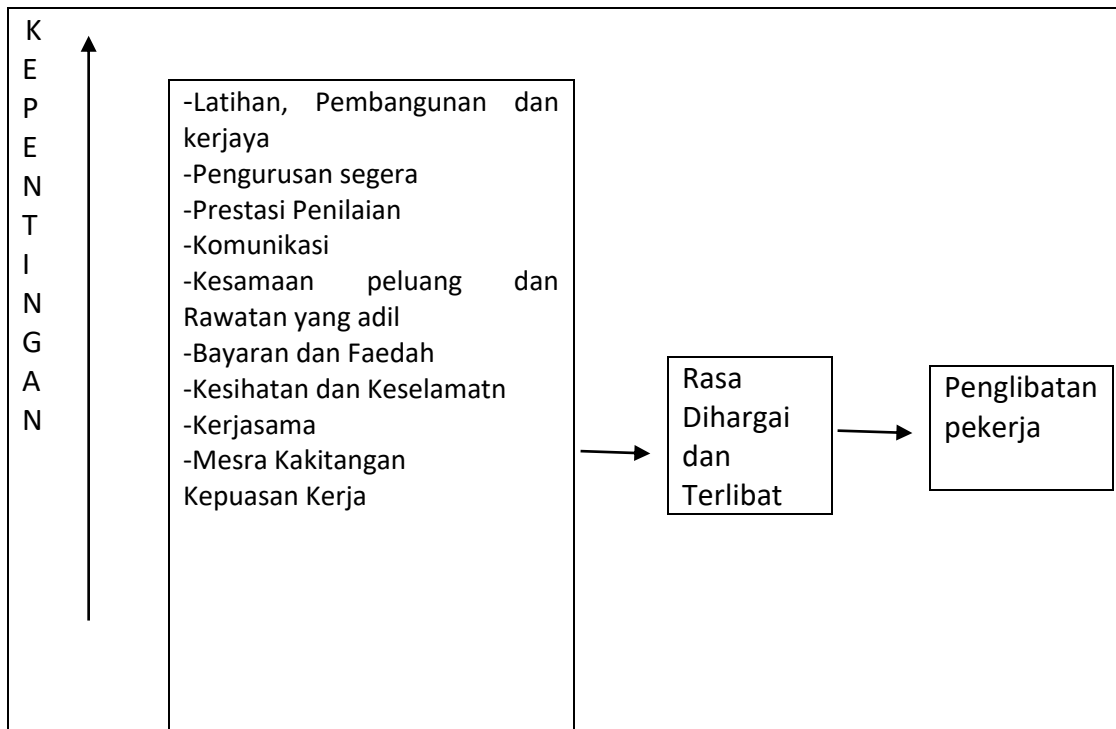 KEPENTINGAN
-Latihan, Pembangunan dan
kerjaya
-Pengurusan segera
-Prestasi Penilaian
-Komunikasi
-Kesamaan peluang dan
Rawatan yang adil
-Bayaran dan Faedah
-Kesihatan dan Keselamatn
-Kerjasama
-Mesra Kakitangan
Kepuasan Kerja
Rasa
Dihargai
dan
Terlibat
Penglibatan
pekerja